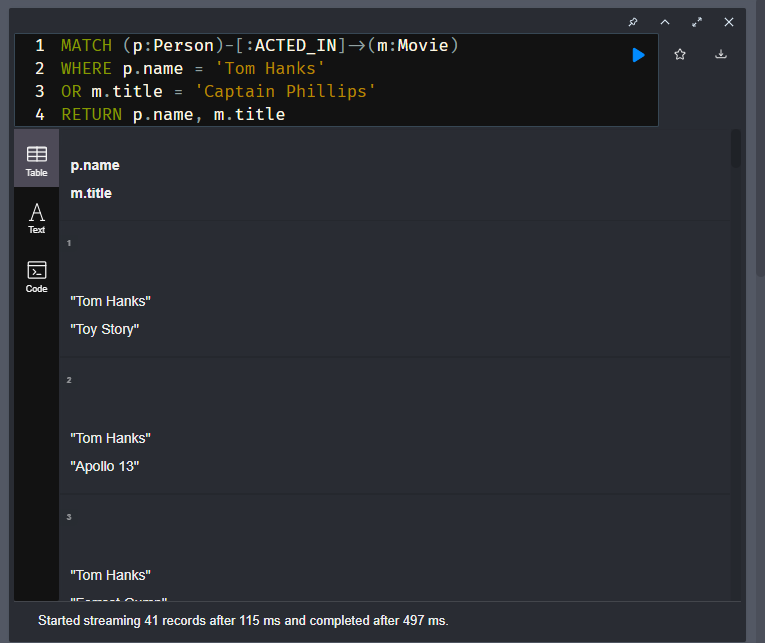 1 MATCH (p:Person)-[:ACTED_IN]->(m:Movie)
2 WHERE p.name = 'Tom Hanks'
3 OR m.title = 'Captain Phillips'
4 RETURN p.name, m.title
Table
Text
Code
p.name
m.title
1
"Tom Hanks"
"Toy Story"
2
"Tom Hanks"
"Apollo 13"
3
"Tom Hanks"
"Forrest Gump"
Started streaming 41 records after 115 ms and completed after 497 ms.